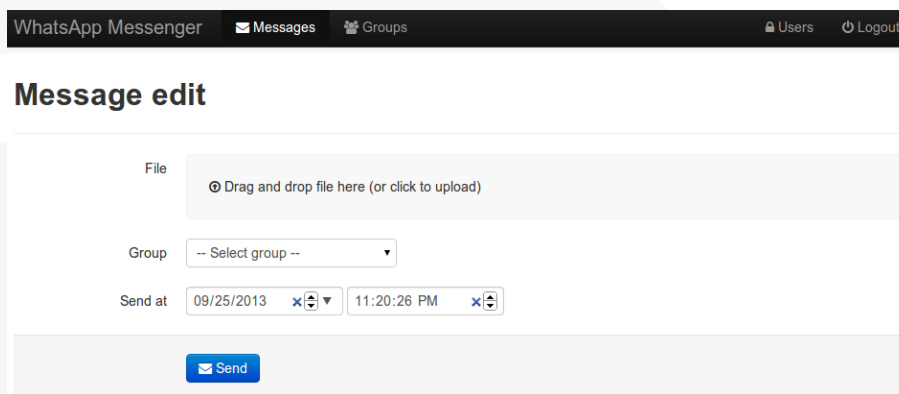 WhatsApp Messenger Messages Groups Users Logout
Message edit
File
Drag and drop file here (or click to upload)
Group -- Select group --
Send at 09/25/2013 11:20:26 PM
Send